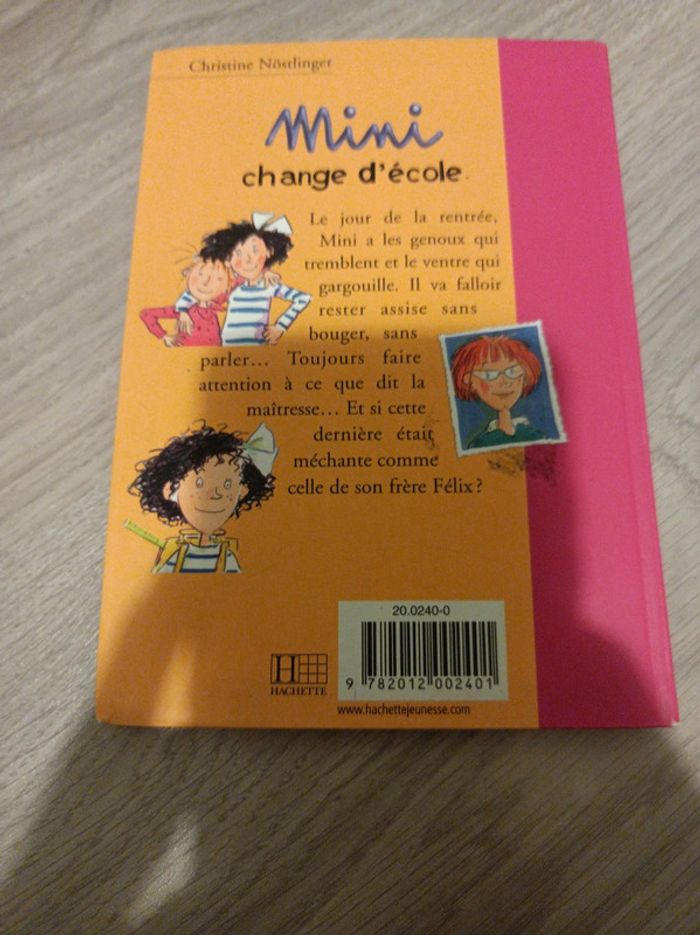 Christine Nöstlinger
Mini
change d'école
Le jour de la rentrée,
Mini a les genoux qui
tremblent et le ventre qui
gargouille. Il va falloir
rester assise sans
bouger, sans
parler... Toujours faire
attention à ce que dit la
maîtresse... Et si cette
dernière était
méchante comme
celle de son frère Félix ?
20.0240-0
H
HACHETTE
9 782012 002401
www.hachettejeunesse.com